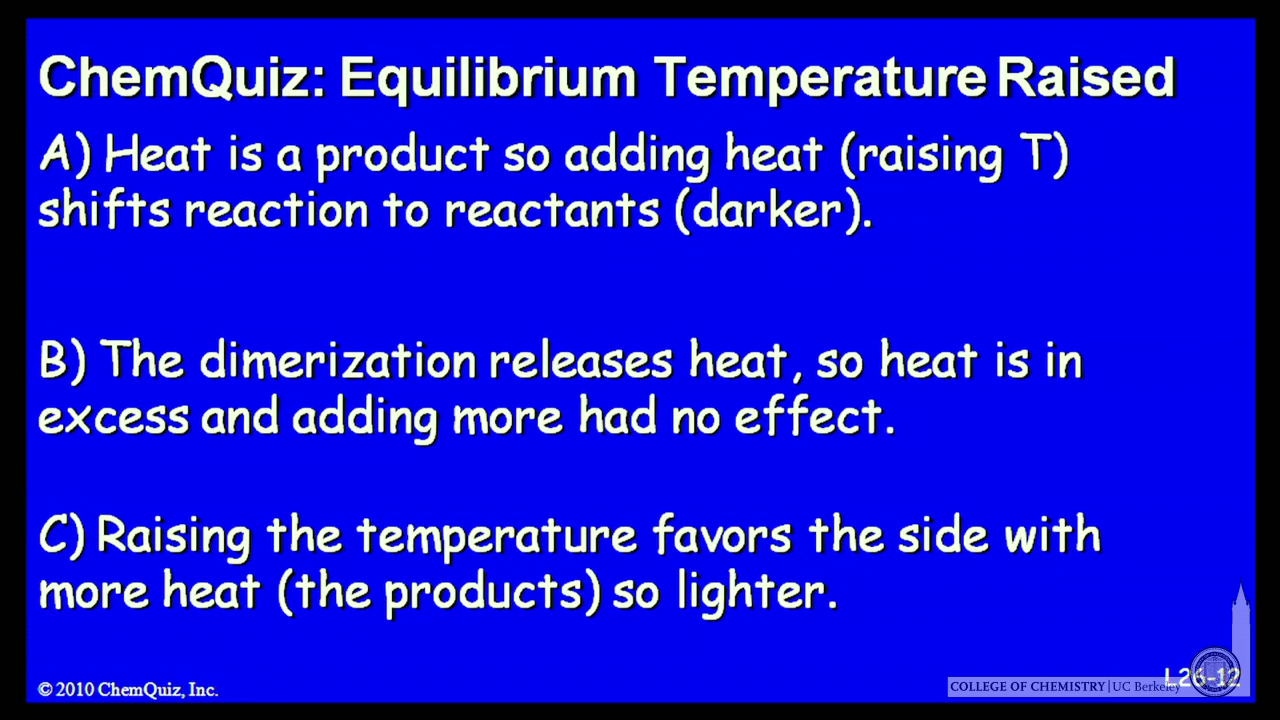 ChemQuiz: Equilibrium Temperature Raised
A) Heat is a product so adding heat (raising T)
shifts reaction to reactants (darker).
B) The dimerization releases heat, so heat is in
excess and adding more had no effect.
C) Raising the temperature favors the side with
more heat (the products) so lighter.
© 2010 ChemQuiz, Inc.
L26-12
COLLEGE OF CHEMISTRY | UC Berkeley